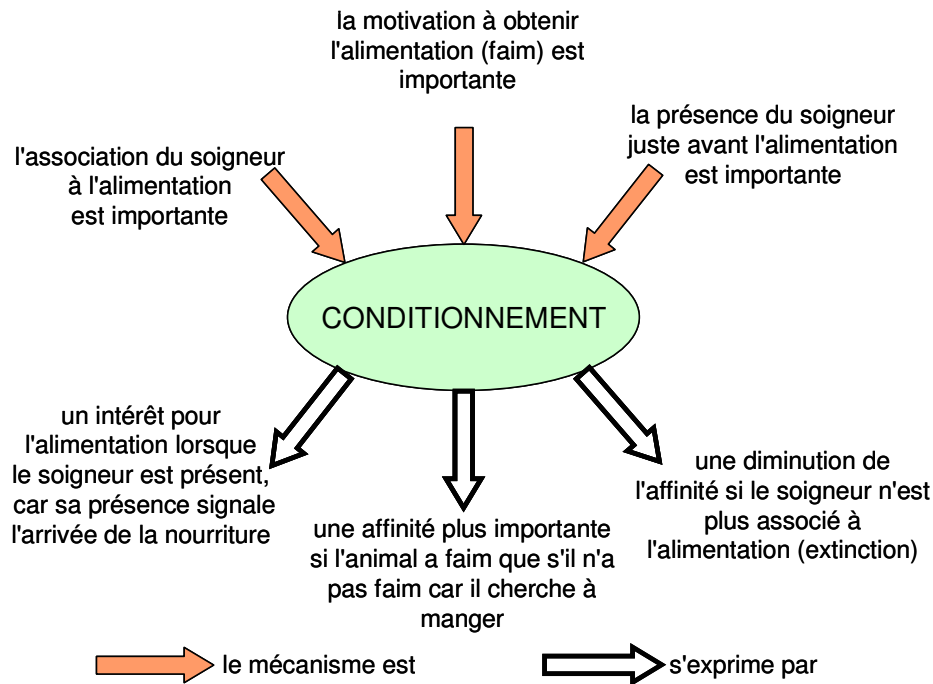 la motivation à obtenir
l'alimentation (faim) est
importante
l'association du soigneur
à l'alimentation
est importante
la présence du soigneur
juste avant l'alimentation
est importante
CONDITIONNEMENT
un intérêt pour
l'alimentation lorsque
le soigneur est présent,
car sa présence signale
l'arrivée de la nourriture
une affinité plus importante
si l'animal a faim que s'il n'a
pas faim car il cherche à
manger
une diminution de
l'affinité si le soigneur n'est
plus associé à
l'alimentation (extinction)
le mécanisme est
s'exprime par